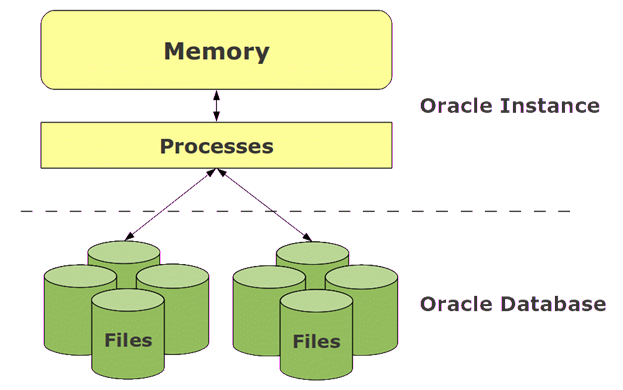 Memory
Oracle Instance
Processes
Oracle Database
Files
Files